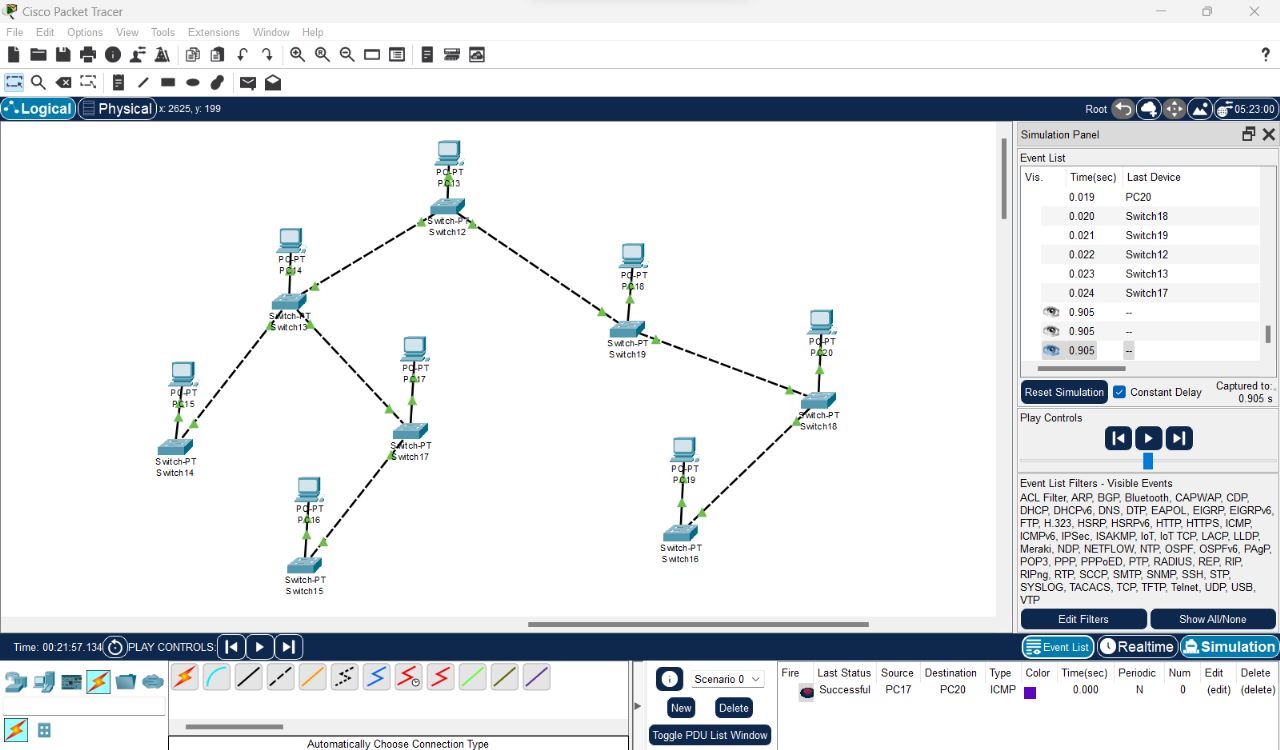 Cisco Packet Tracer
File Edit Options View Tools Extensions Window Help
?
Logical Physical x: 2625, y: 199
Root 05:23:00
PC-PT
PC13
Switch-PT
Switch12
PC-PT
PC14
Switch-PT
Switch13
PC-PT
PC18
Switch-PT
Switch19
PC-PT
PC20
Switch-PT
Switch18
PC-PT
PC17
Switch-PT
Switch17
PC-PT
PC15
Switch-PT
Switch14
PC-PT
PC19
Switch-PT
Switch16
PC-PT
PC16
Switch-PT
Switch15
Simulation Panel
Event List
Vis. Time(sec) Last Device
0.019 PC20
0.020 Switch18
0.021 Switch19
0.022 Switch12
0.023 Switch13
0.024 Switch17
0.905 --
0.905 --
0.905 --
Reset Simulation Constant Delay Captured to:
0.905 s
Play Controls
Event List Filters - Visible Events
ACL Filter, ARP, BGP, Bluetooth, CAPWAP, CDP,
DHCP, DHCPv6, DNS, DTP, EAPOL, EIGRP, EIGRPv6,
FTP, H.323, HSRP, HSRPv6, HTTP, HTTPS, ICMP,
ICMPv6, IPSec, ISAKMP, IoT, IoT TCP, LACP, LLDP,
Meraki, NDP, NETFLOW, NTP, OSPF, OSPFv6, PAgP,
POP3, PPP, PPPoED, PTP, RADIUS, REP, RIP,
RIPng, RTP, SCCP, SMTP, SNMP, SSH, STP,
SYSLOG, TACACS, TCP, TFTP, Telnet, UDP, USB,
VTP
Edit Filters Show All/None
Time: 00:21:57.134 PLAY CONTROLS:
Event List Realtime Simulation
Scenario 0
New Delete
Toggle PDU List Window
Fire Last Status Source Destination Type Color Time(sec) Periodic Num Edit Delete
Successful PC17 PC20 ICMP 0.000 N 0 (edit) (delete)
Automatically Choose Connection Type